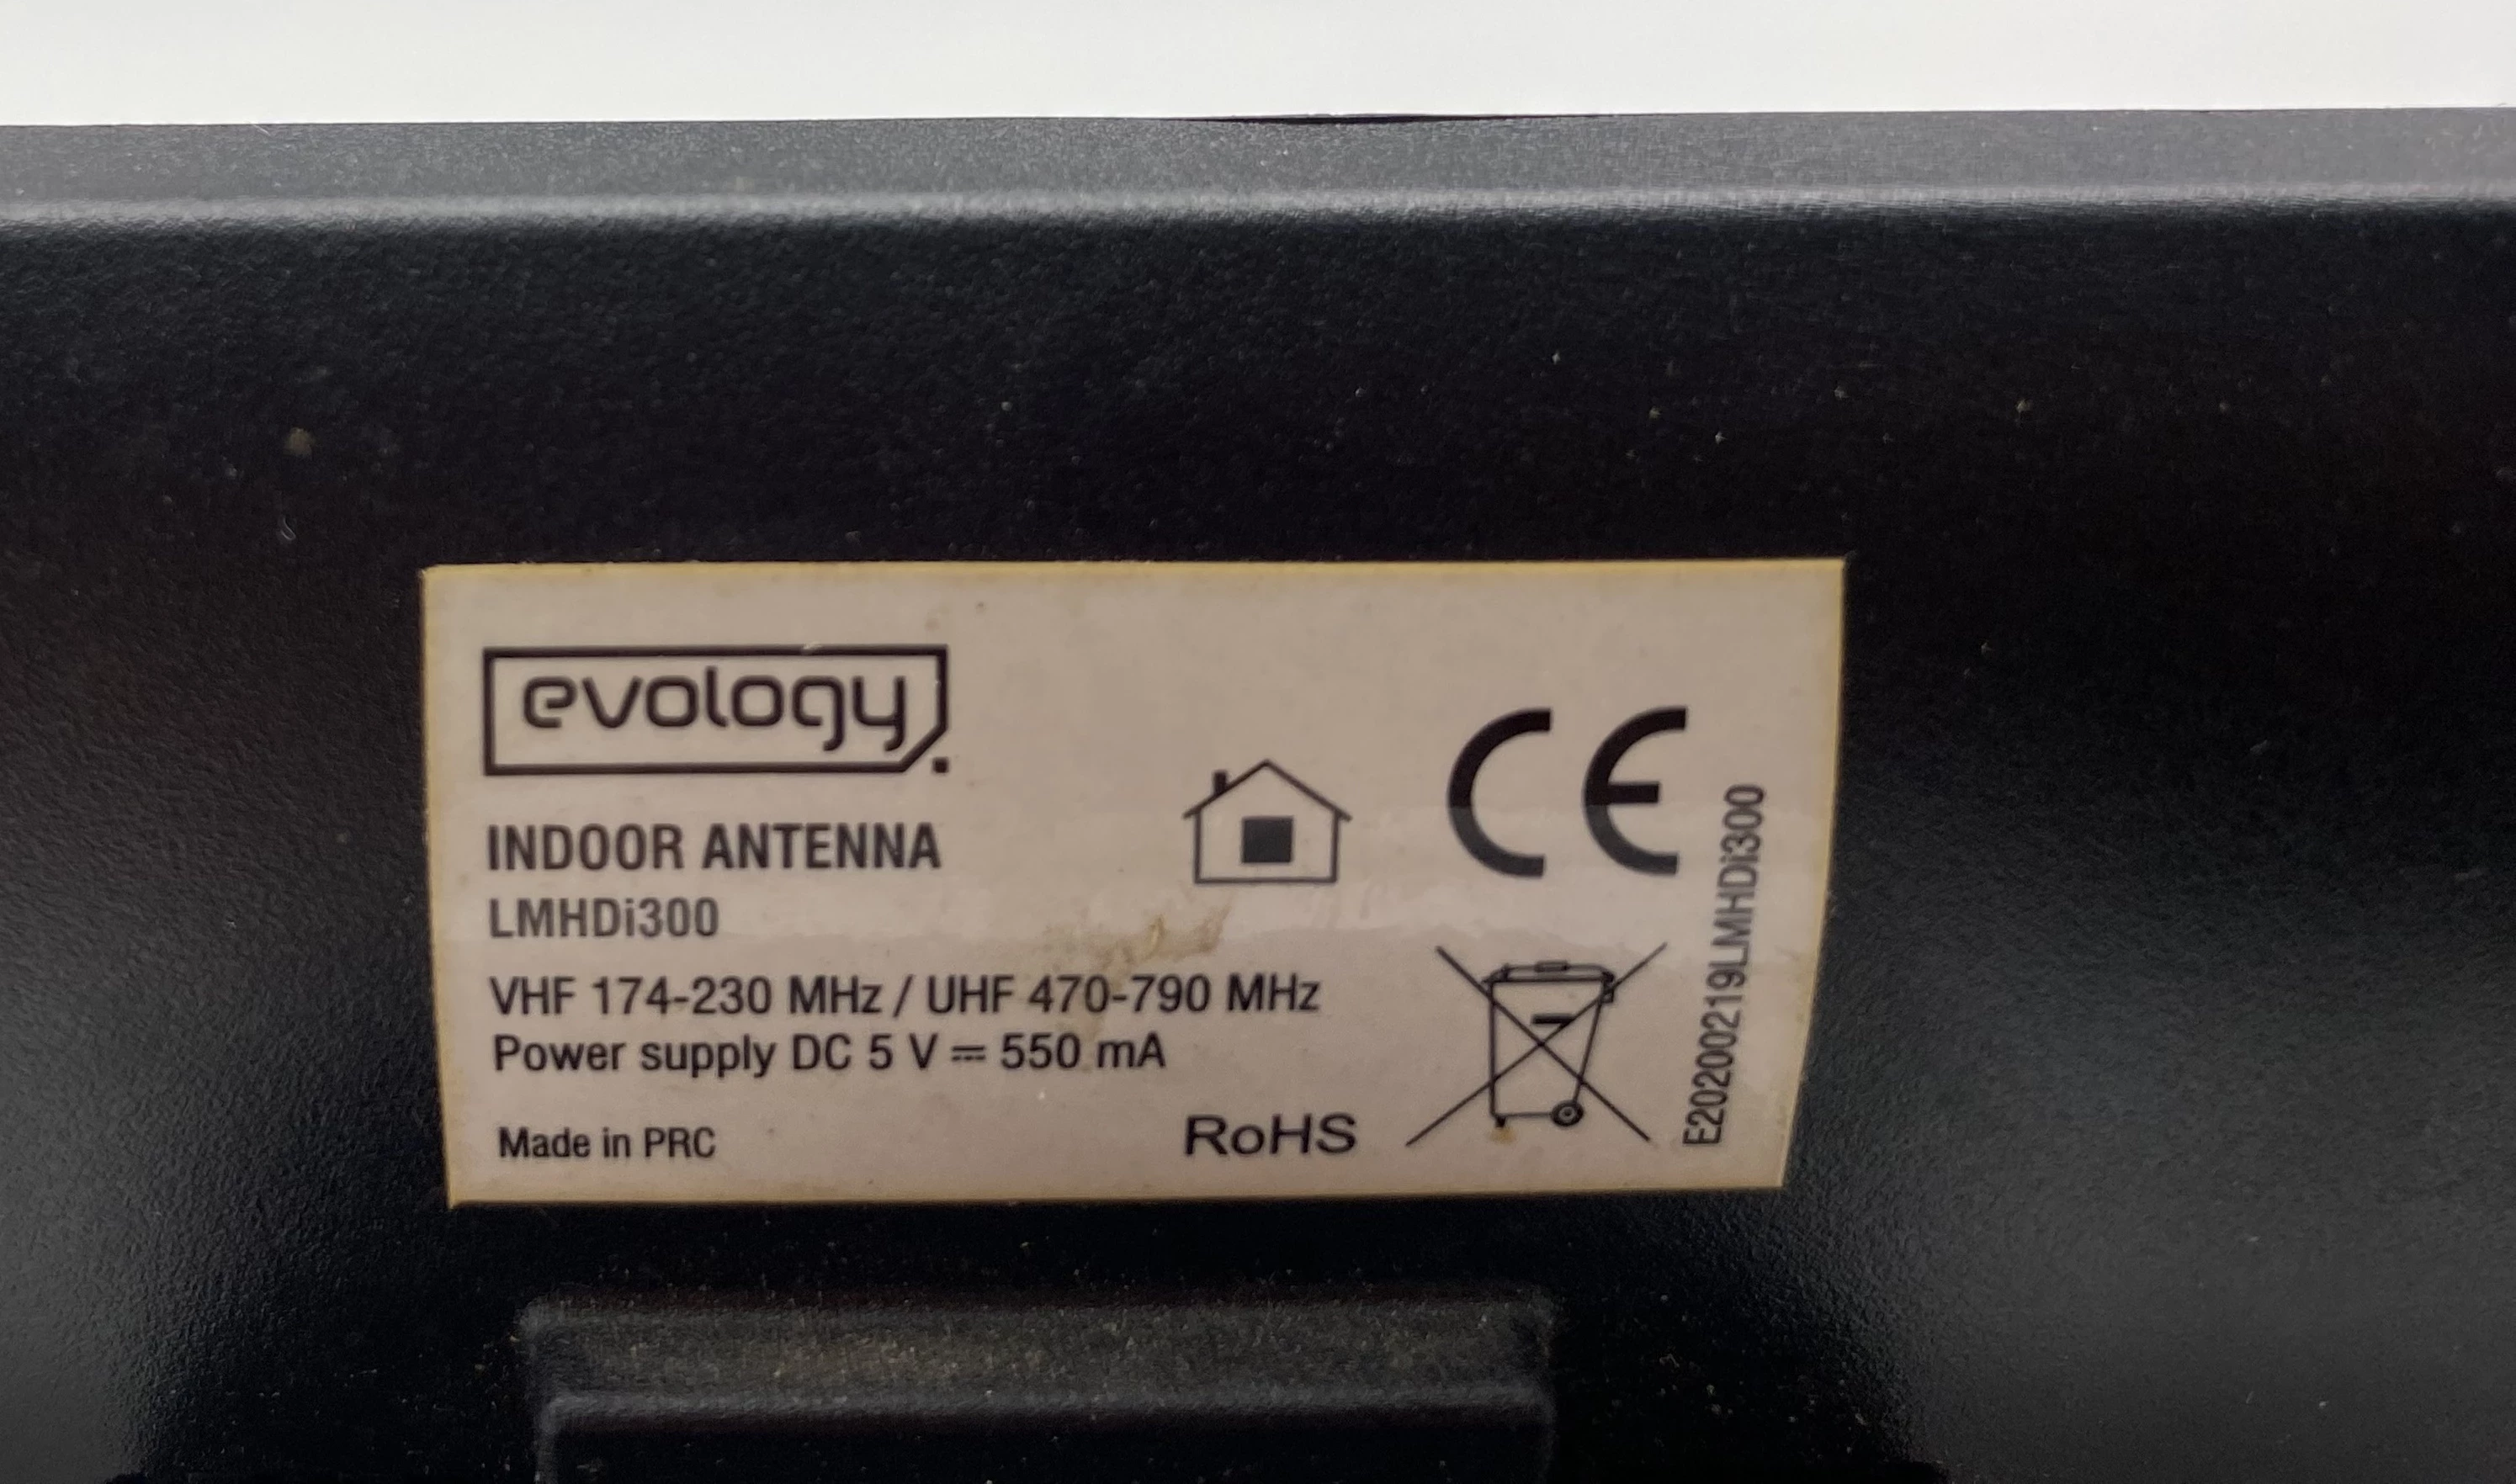 evology
INDOOR ANTENNA
LMHDi300
VHF 174-230 MHz / UHF 470-790 MHz
Power supply DC 5 V ⎓ 550 mA
Made in PRC
RoHS
CE
E20200219LMHDi300